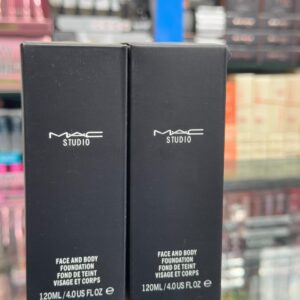 MAC
STUDIO
FACE AND BODY
FOUNDATION
FOND DE TEINT
VISAGE ET CORPS
120ML / 4.0 US FL OZ ℮
MAC
STUDIO
FACE AND BODY
FOUNDATION
FOND DE TEINT
VISAGE ET CORPS
120ML / 4.0 US FL OZ ℮